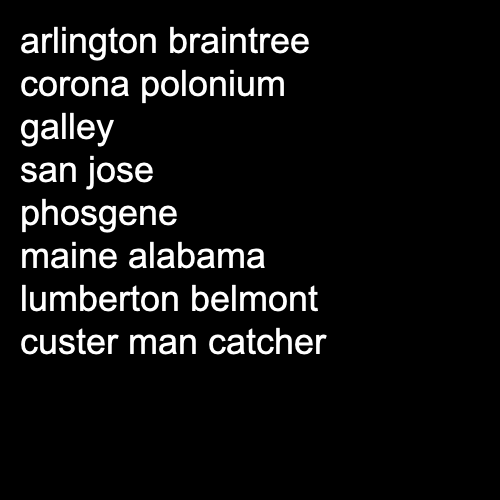 arlington braintree
corona polonium
galley
san jose
phosgene
maine alabama
lumberton belmont
custer man catcher